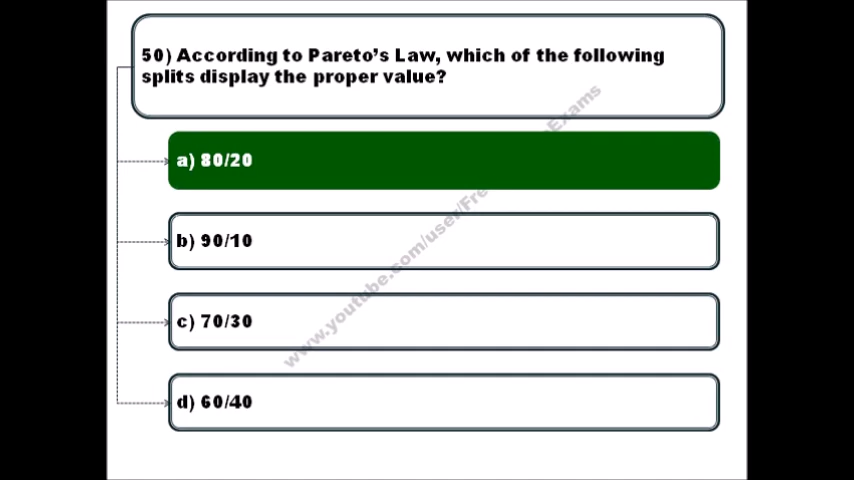 50) According to Pareto’s Law, which of the following
splits display the proper value?
a) 80/20
b) 90/10
c) 70/30
d) 60/40